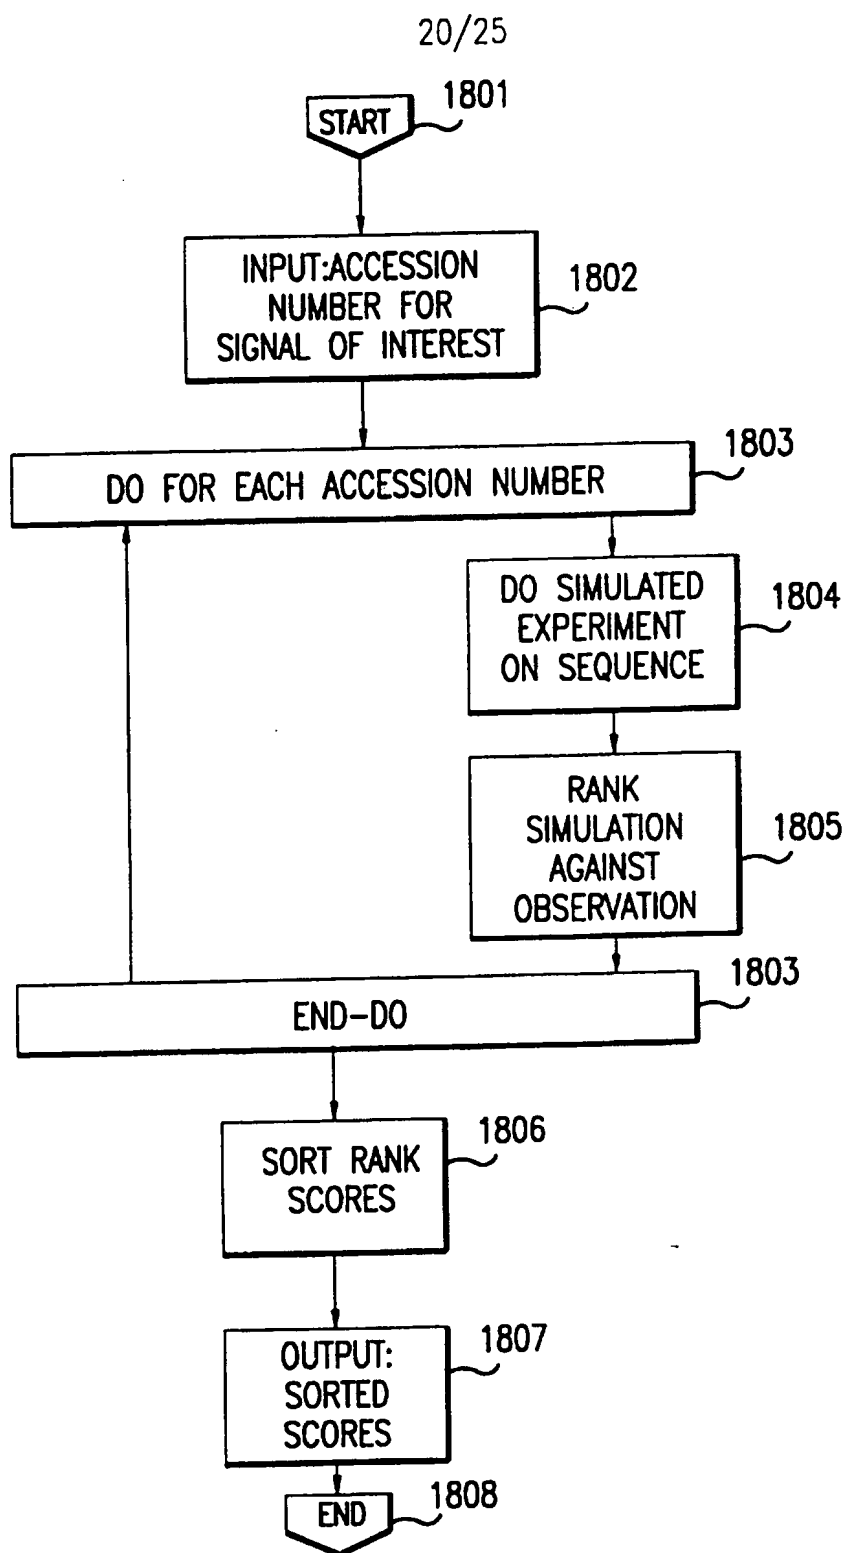 20/25
START
1801
INPUT:ACCESSION
NUMBER FOR
SIGNAL OF INTEREST
1802
DO FOR EACH ACCESSION NUMBER
1803
DO SIMULATED
EXPERIMENT
ON SEQUENCE
1804
RANK
SIMULATION
AGAINST
OBSERVATION
1805
END-DO
1803
SORT RANK
SCORES
1806
OUTPUT:
SORTED
SCORES
1807
END
1808